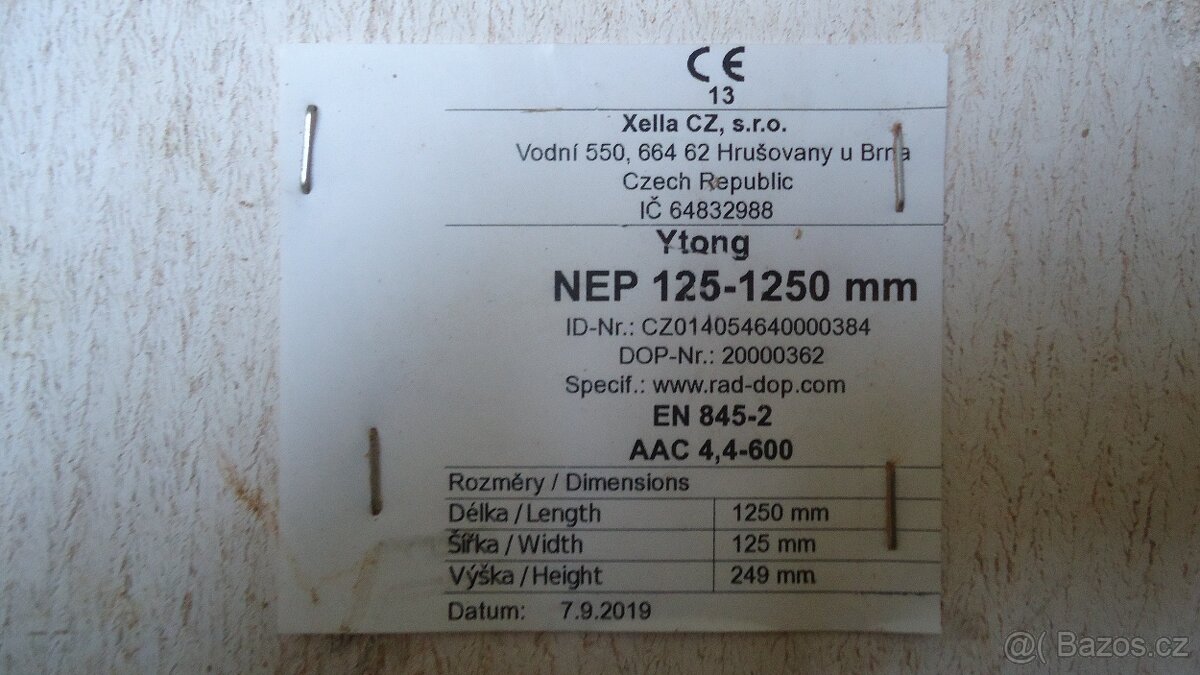 CE
13
Xella CZ, s.r.o.
Vodní 550, 664 62 Hrušovany u Brna
Czech Republic
IČ 64832988
Ytong
NEP 125-1250 mm
ID-Nr.: CZ014054640000384
DOP-Nr.: 20000362
Specif.: www.rad-dop.com
EN 845-2
AAC 4,4-600
Rozměry / Dimensions
Délka / Length 1250 mm
Šířka / Width 125 mm
Výška / Height 249 mm
Datum: 7.9.2019
Bazos.cz